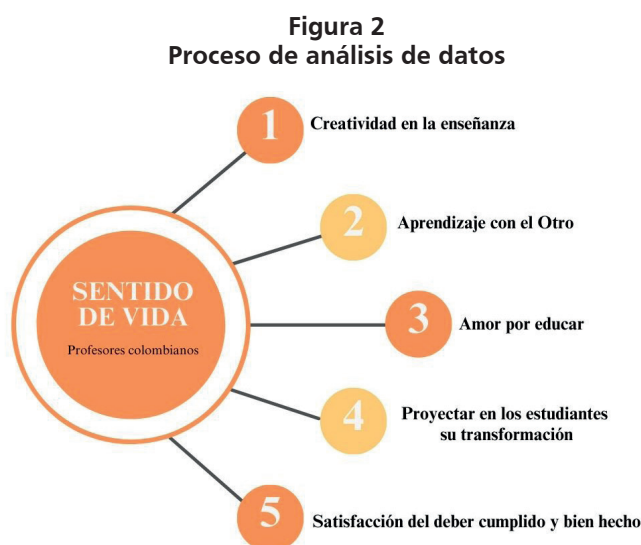 Figura 2
Proceso de análisis de datos
1
Creatividad en la enseñanza
2
Aprendizaje con el Otro
SENTIDO
DE VIDA
Profesores colombianos
3
Amor por educar
4
Proyectar en los estudiantes
su transformación
5
Satisfacción del deber cumplido y bien hecho